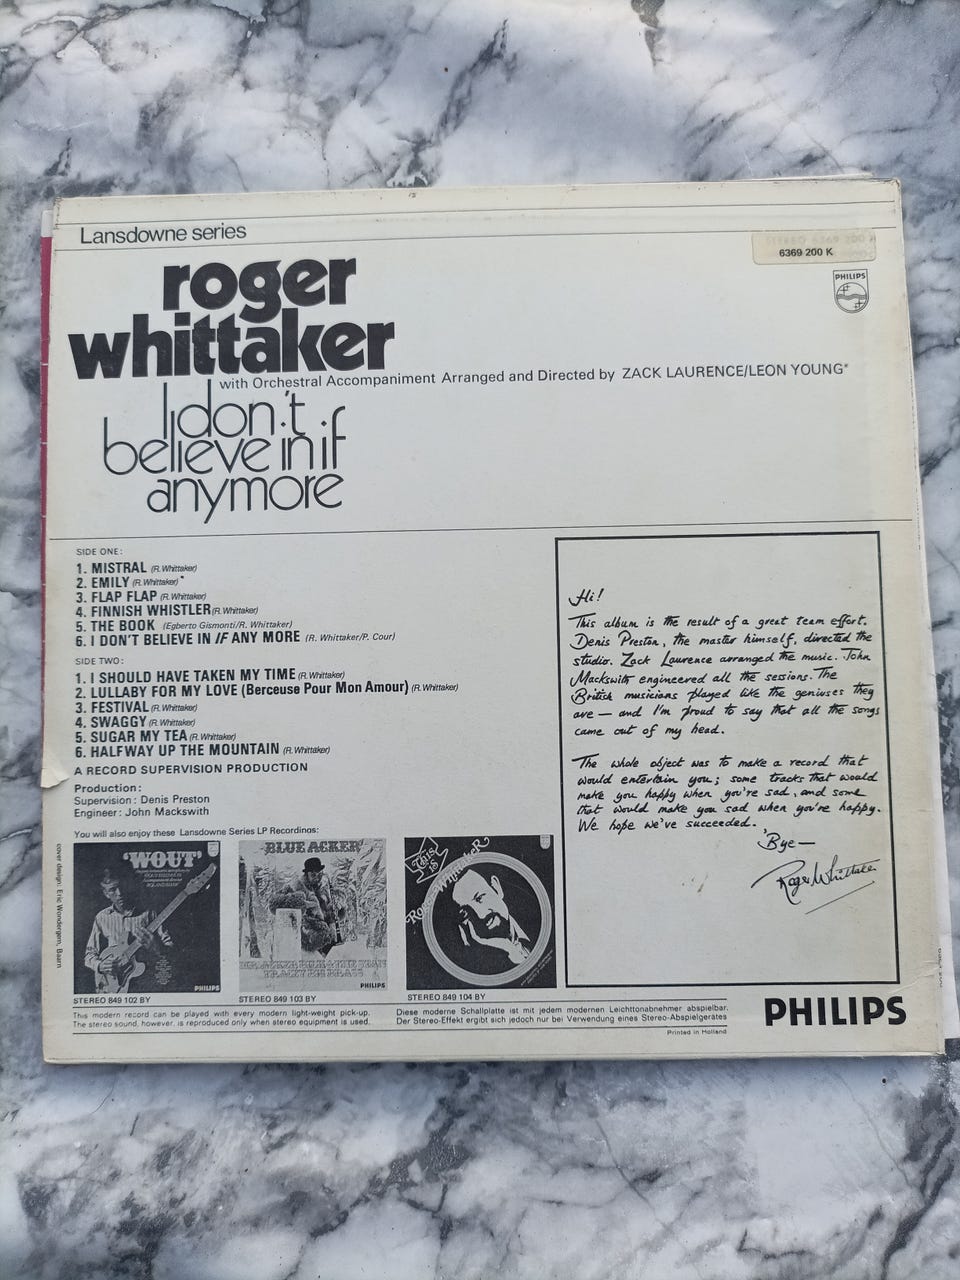 Lansdowne series
6369 200 K
PHILIPS
roger
whittaker
with Orchestral Accompaniment Arranged and Directed by ZACK LAURENCE/LEON YOUNG*
I don't
believe in if
anymore
SIDE ONE:
1. MISTRAL (R.Whittaker)
2. EMILY (R.Whittaker)*
3. FLAP FLAP (R.Whittaker)
4. FINNISH WHISTLER (R.Whittaker)
5. THE BOOK (Egberto Gismonti/R. Whittaker)
6. I DON'T BELIEVE IN IF ANY MORE (R. Whittaker/P. Cour)
SIDE TWO:
1. I SHOULD HAVE TAKEN MY TIME (R.Whittaker)
2. LULLABY FOR MY LOVE (Berceuse Pour Mon Amour) (R.Whittaker)
3. FESTIVAL (R.Whittaker)
4. SWAGGY (R.Whittaker)
5. SUGAR MY TEA (R.Whittaker)
6. HALFWAY UP THE MOUNTAIN (R.Whittaker)
A RECORD SUPERVISION PRODUCTION
Production:
Supervision: Denis Preston
Engineer: John Mackswith
You will also enjoy these Lansdowne Series LP Recordings:
'WOUT'
PHILIPS
STEREO 849 102 BY
BLUE ACKER
PHILIPS
STEREO 849 103 BY
This
is
Roger Whittaker
STEREO 849 104 BY
cover design: Eric Wondergem, Baarn
Hi!
This album is the result of a great team effort.
Denis Preston, the master himself, directed the
studio. Zack Laurence arranged the music. John
Mackswith engineered all the sessions. The
British musicians played like the geniuses they
are — and I'm proud to say that all the songs
came out of my head.
The whole object was to make a record that
would entertain you; some tracks that would
make you happy when you're sad, and some
that would make you sad when you're happy.
We hope we've succeeded.
'Bye—
Roger Whittaker
This modern record can be played with every modern light-weight pick-up.
The stereo sound, however, is reproduced only when stereo equipment is used.
Diese moderne Schallplatte ist mit jedem modernen Leichttonabnehmer abspielbar.
Der Stereo-Effekt ergibt sich jedoch nur bei Verwendung eines Stereo-Abspielgerätes
Printed in Holland
PHILIPS